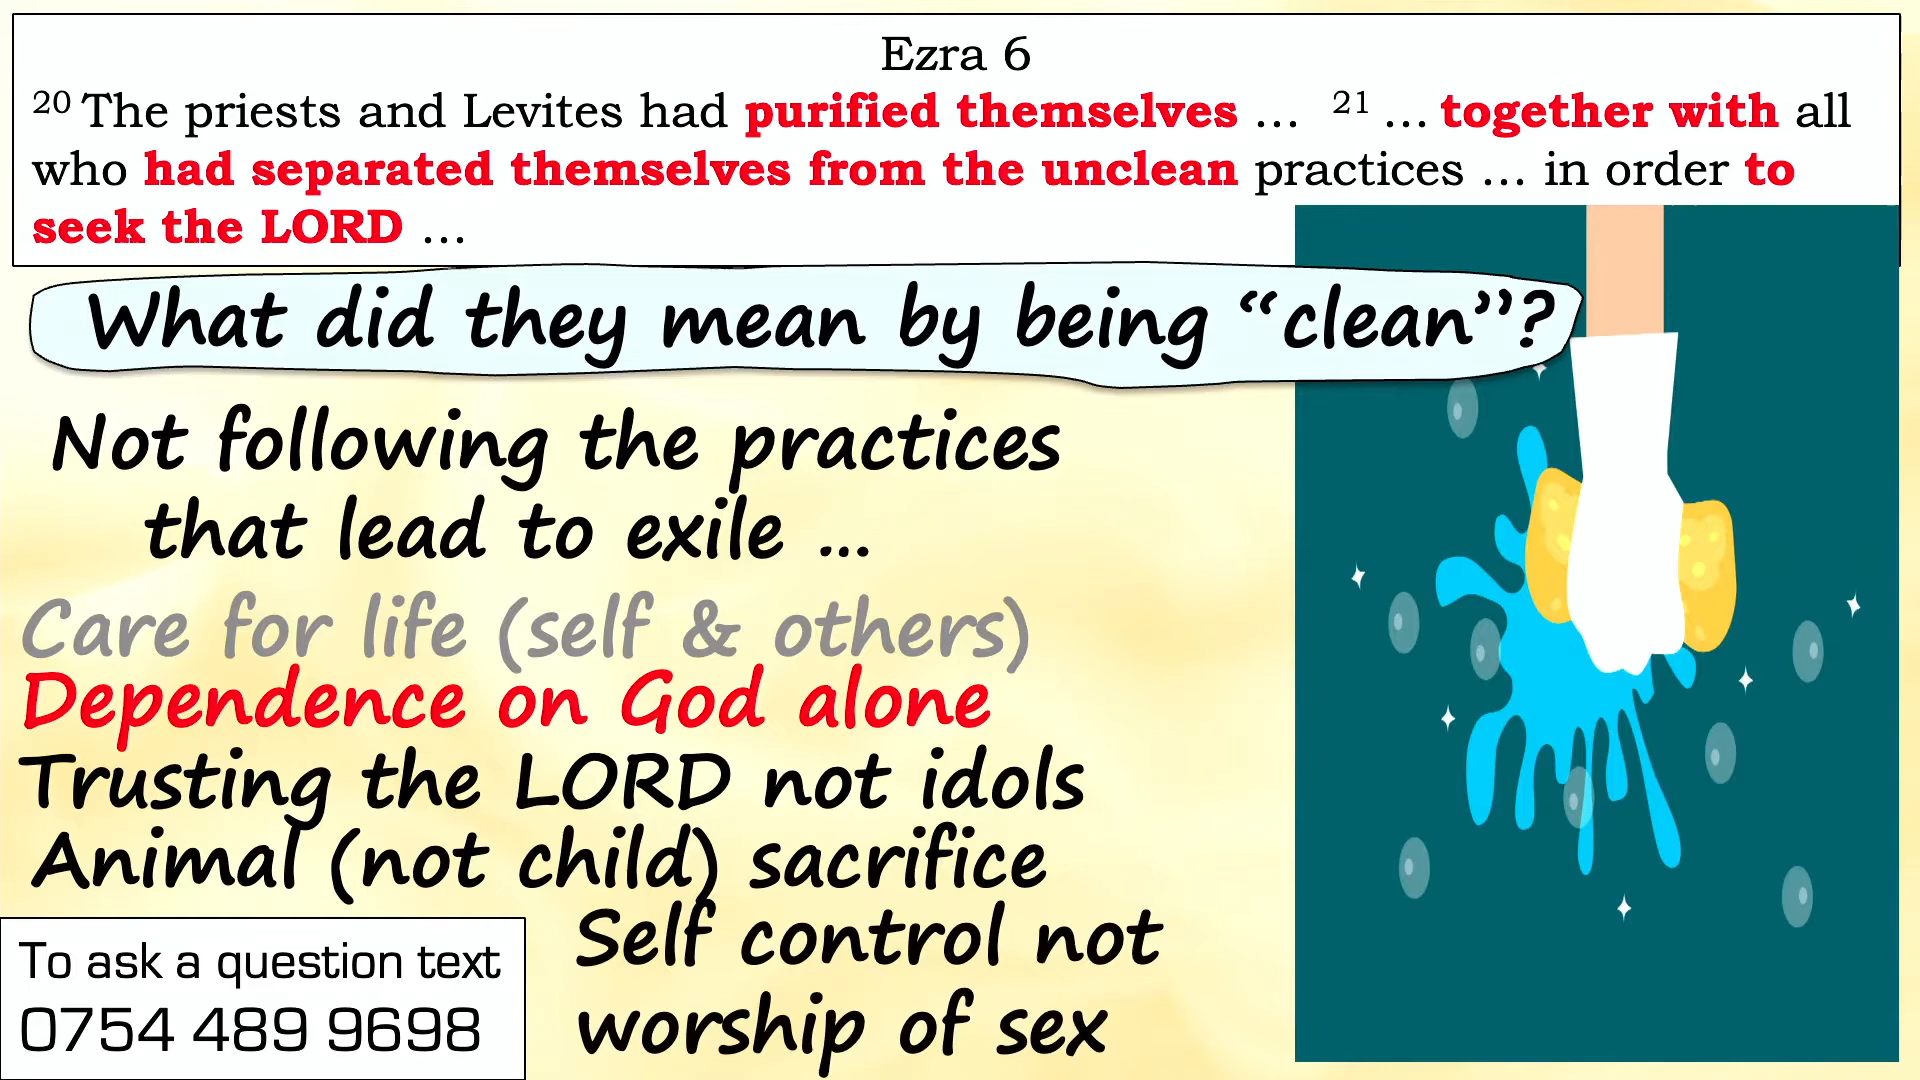 Ezra 6
20 The priests and Levites had purified themselves … 21 … together with all
who had separated themselves from the unclean practices … in order to
seek the LORD …
What did they mean by being “clean”?
Not following the practices
that lead to exile ...
Care for life (self & others)
Dependence on God alone
Trusting the LORD not idols
Animal (not child) sacrifice
Self control not
worship of sex
To ask a question text
0754 489 9698